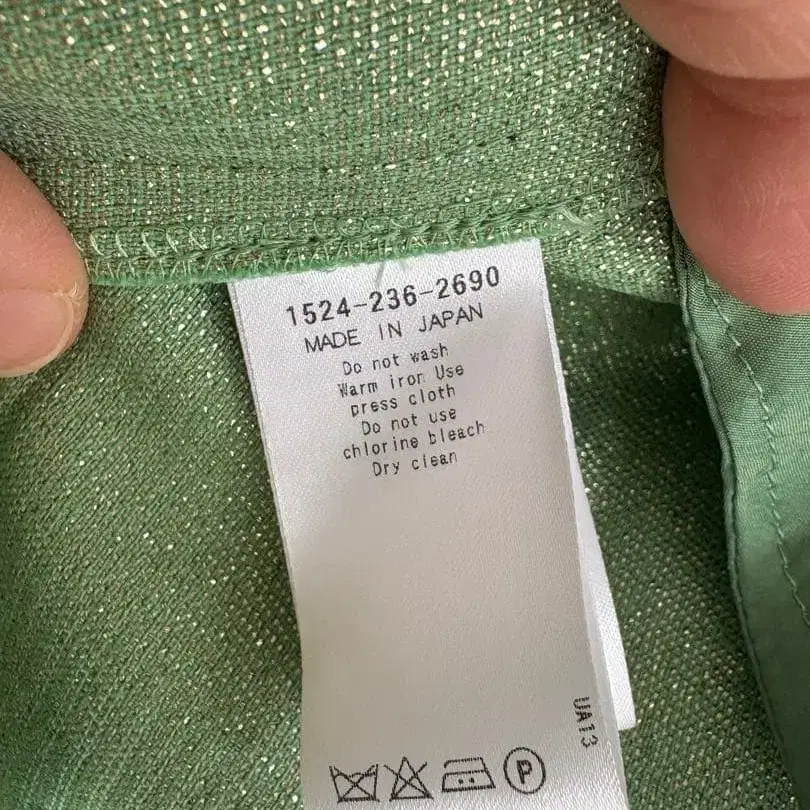 1524-236-2690
MADE IN JAPAN
Do not wash
Warm iron Use
press cloth
Do not use
chlorine bleach
Dry clean
UA13
P